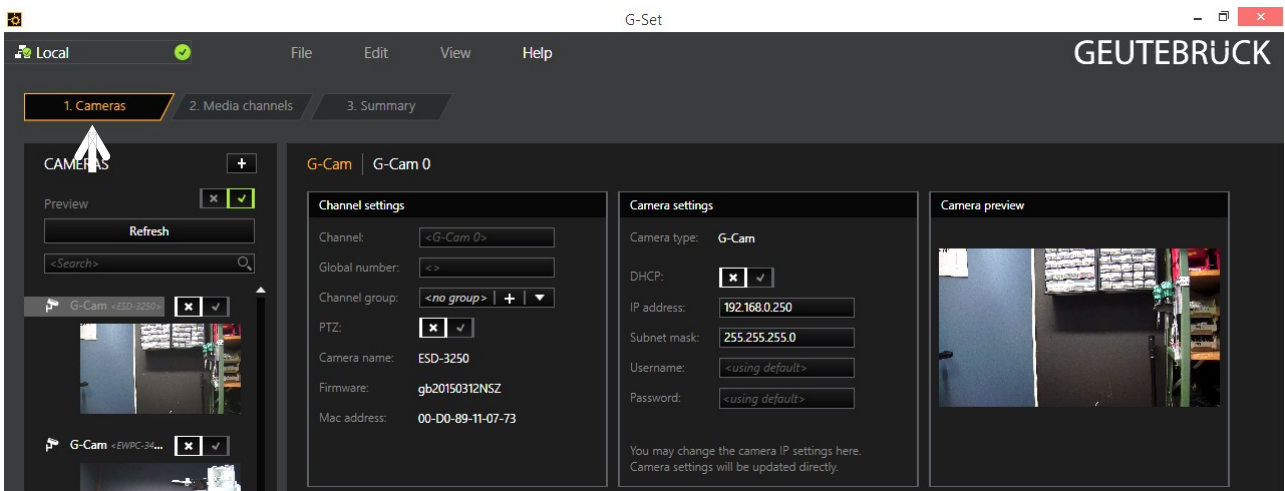 G-Set
Local
File Edit View Help
GEUTEBRÜCK
1. Cameras 2. Media channels 3. Summary
CAMERAS
Preview
Refresh
<Search>
G-Cam <ESD-3250>
G-Cam <EWPC-34...
G-Cam | G-Cam 0
Channel settings
Channel: <G-Cam 0>
Global number: <>
Channel group: <no group>
PTZ:
Camera name: ESD-3250
Firmware: gb20150312NSZ
Mac address: 00-D0-89-11-07-73
Camera settings
Camera type: G-Cam
DHCP:
IP address: 192.168.0.250
Subnet mask: 255.255.255.0
Username: <using default>
Password: <using default>
You may change the camera IP settings here.
Camera settings will be updated directly.
Camera preview